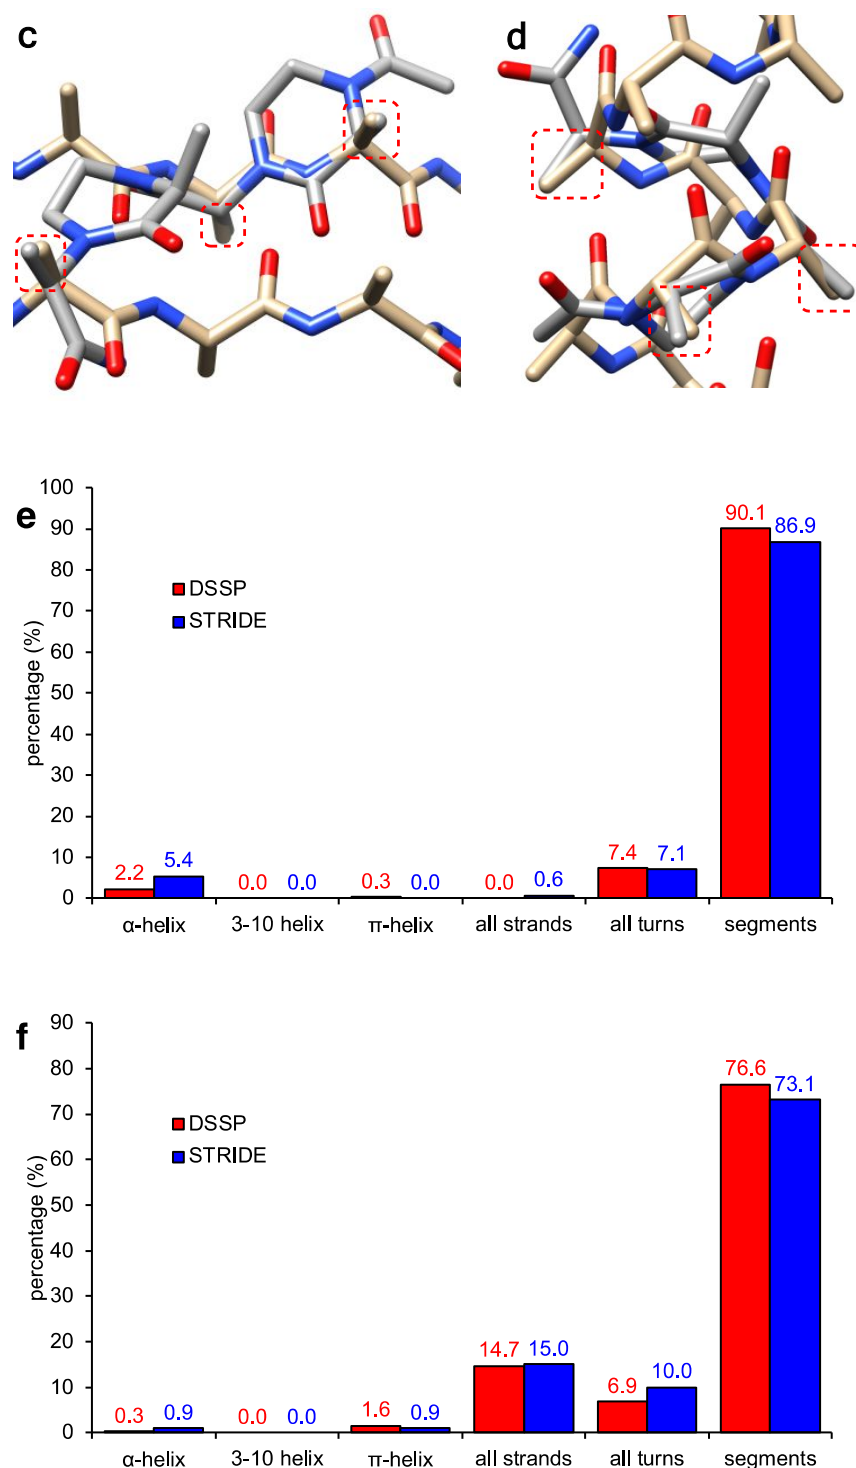 c
d
e
100
90
80
70
60
50
40
30
20
10
0
percentage (%)
DSSP
STRIDE
2.2
5.4
0.0
0.0
0.3
0.0
0.0
0.6
7.4
7.1
90.1
86.9
α-helix
3-10 helix
π-helix
all strands
all turns
segments
f
90
80
70
60
50
40
30
20
10
0
percentage (%)
DSSP
STRIDE
0.3
0.9
0.0
0.0
1.6
0.9
14.7
15.0
6.9
10.0
76.6
73.1
α-helix
3-10 helix
π-helix
all strands
all turns
segments